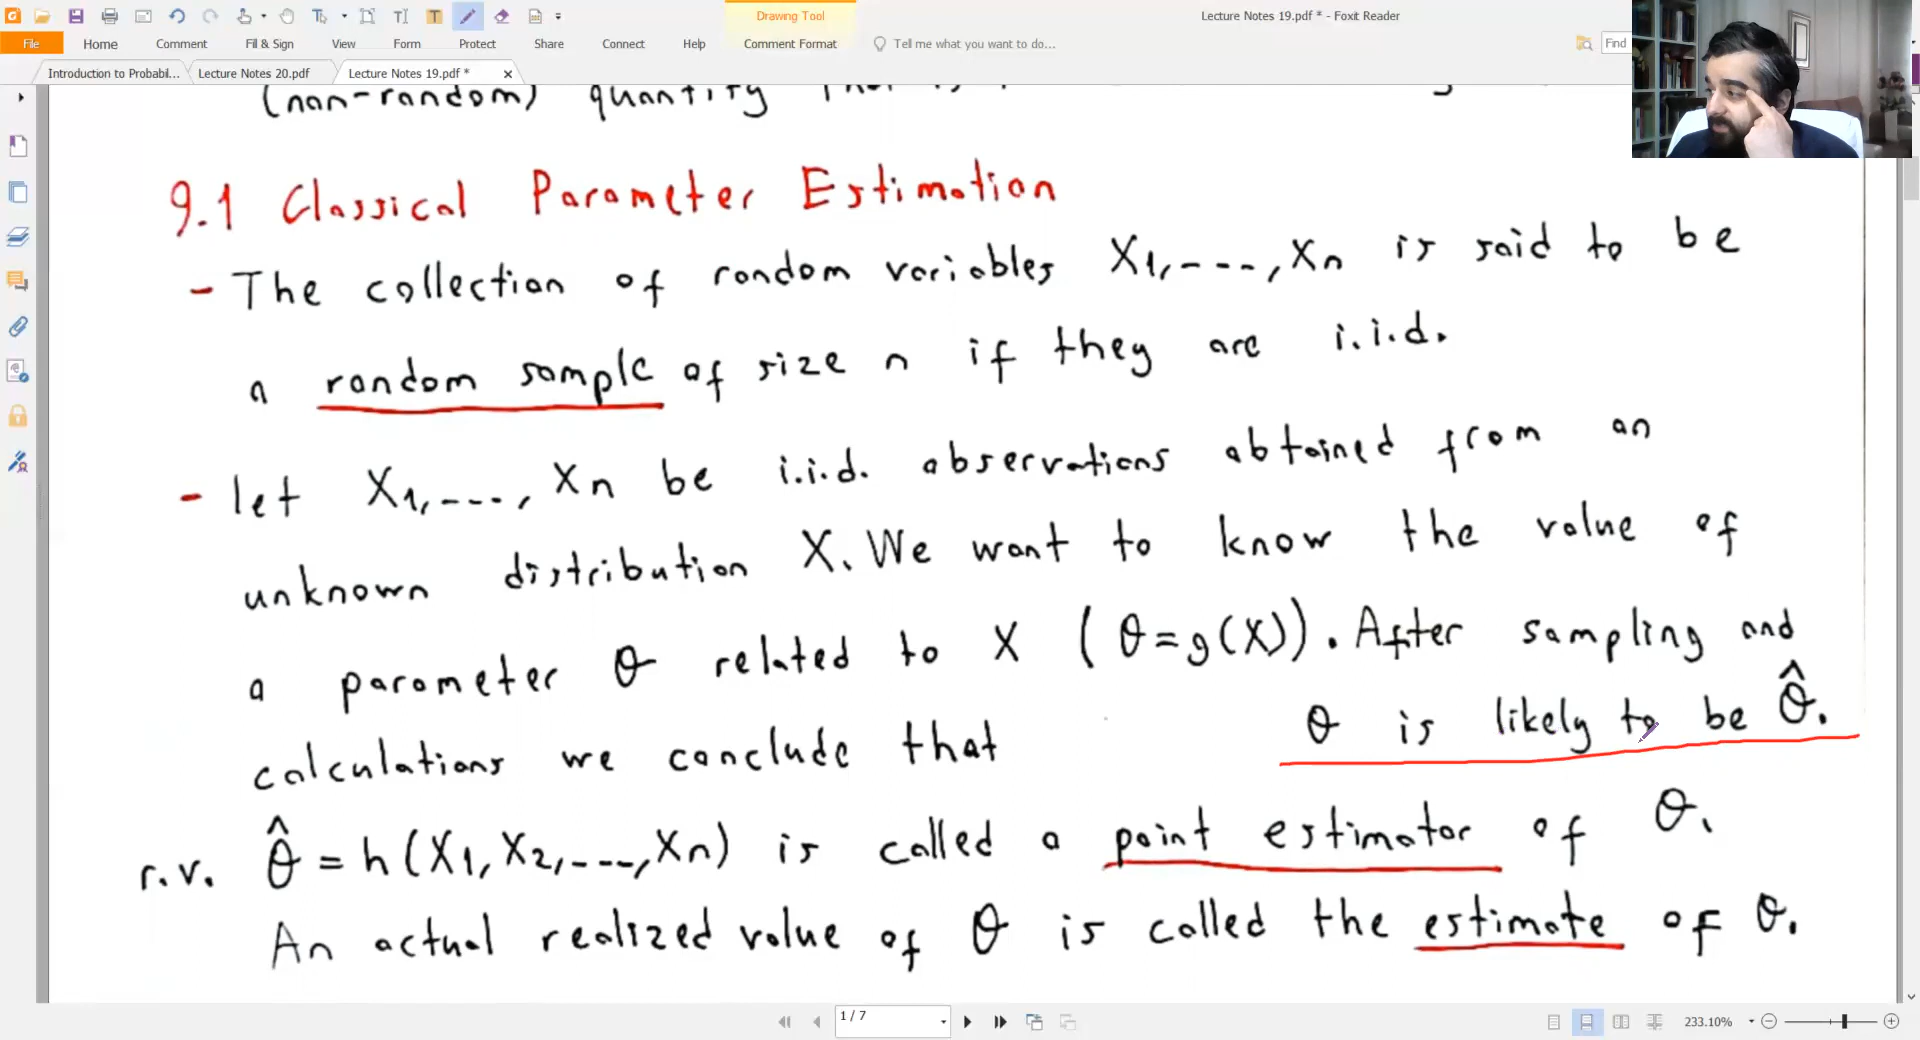 Drawing Tool
Lecture Notes 19.pdf * - Foxit Reader
File Home Comment Fill & Sign View Form Protect Share Connect Help Comment Format Tell me what you want to do... Find
Introduction to Probabil... Lecture Notes 20.pdf Lecture Notes 19.pdf *
(non-random) quantity
9.1 Classical Parameter Estimation
- The collection of random variables X1,----,Xn is said to be
a random sample of size n if they are i.i.d.
- let X1,----, Xn be i.i.d. observations obtained from an
unknown distribution X. We want to know the value of
a parameter θ related to X (θ=g(X)). After sampling and
calculations we conclude that θ is likely to be θ̂.
r.v. θ̂ = h(X1,X2,----,Xn) is called a point estimator of θ.
An actual realized value of θ is called the estimate of θ.
1 / 7
233.10%